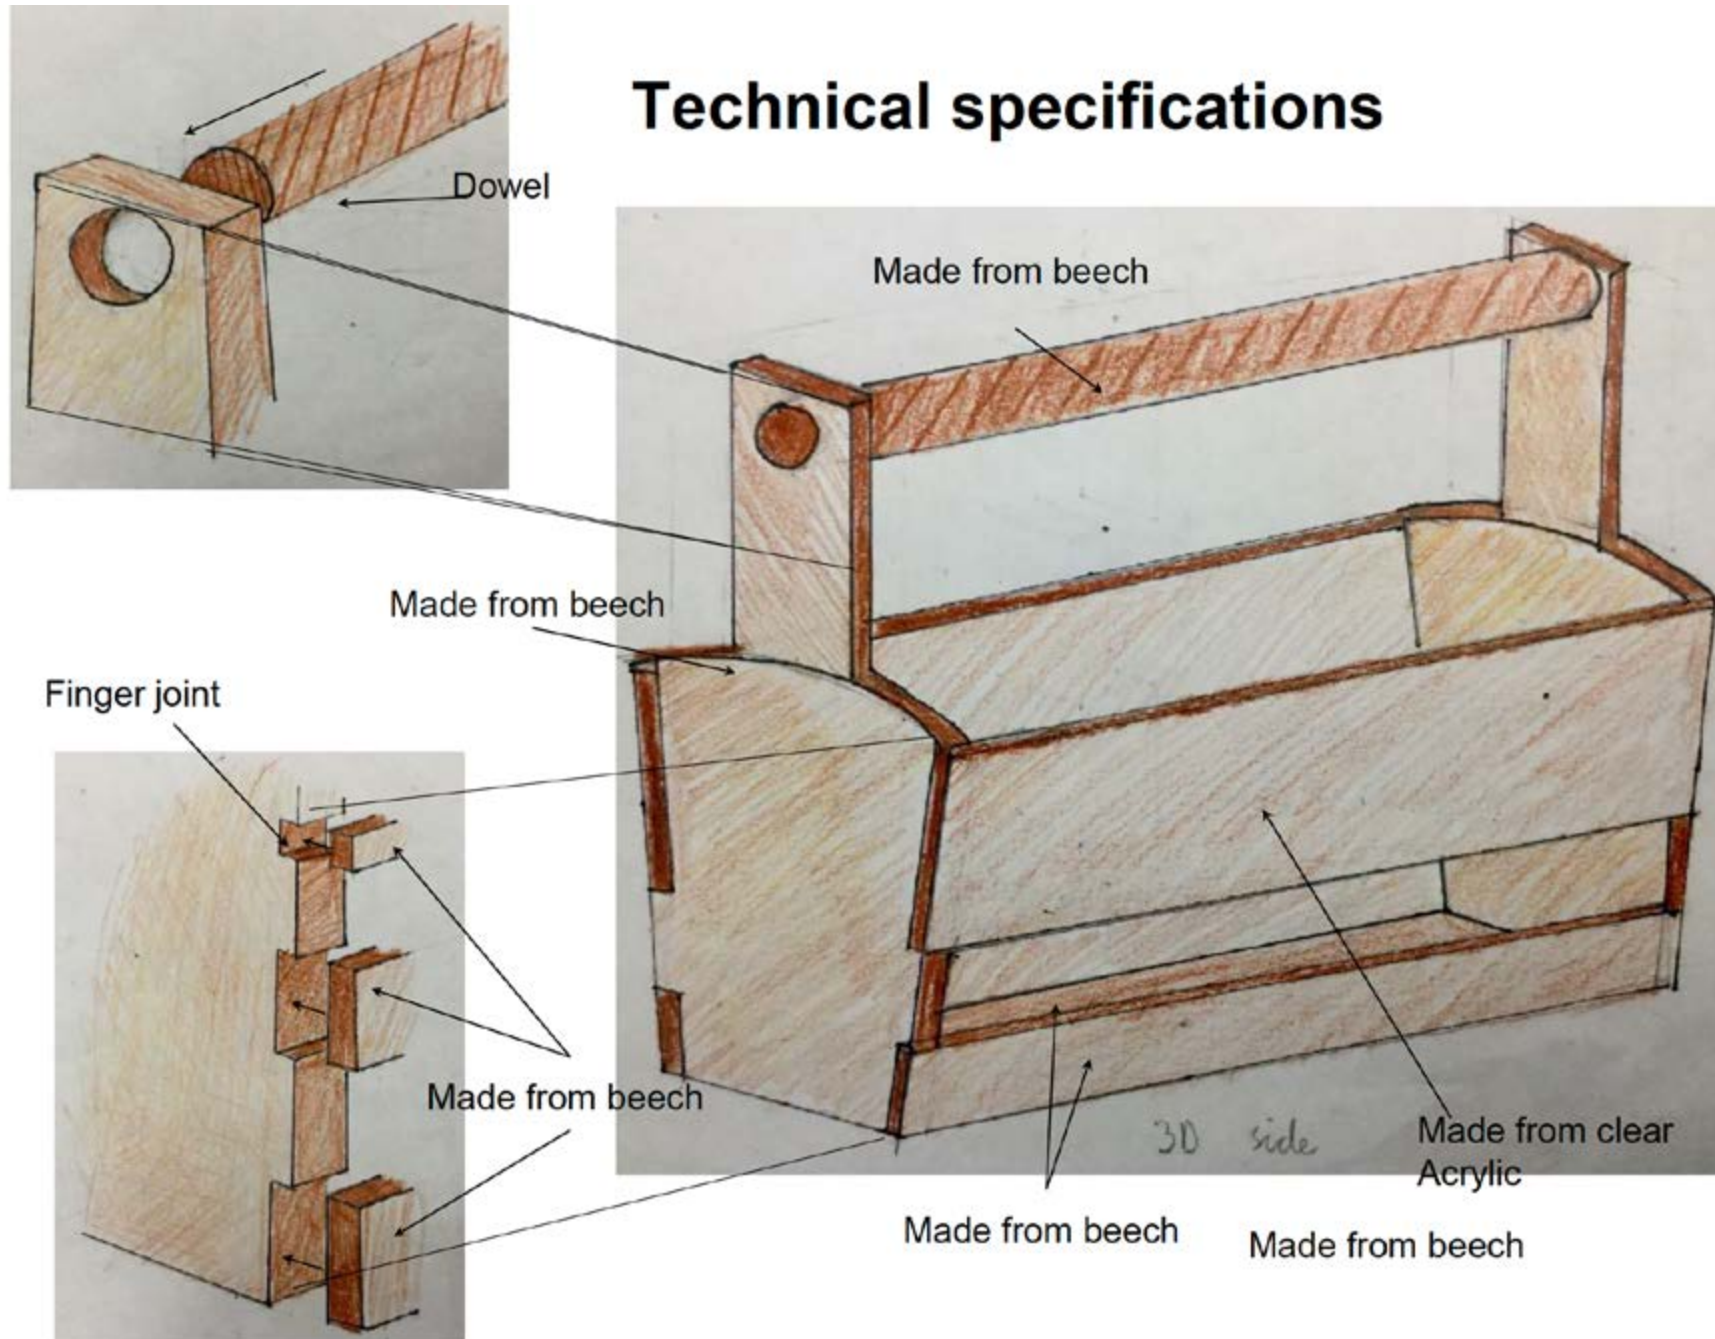 Technical specifications
Dowel
Made from beech
Made from beech
Finger joint
Made from beech
3D side
Made from clear
Acrylic
Made from beech
Made from beech